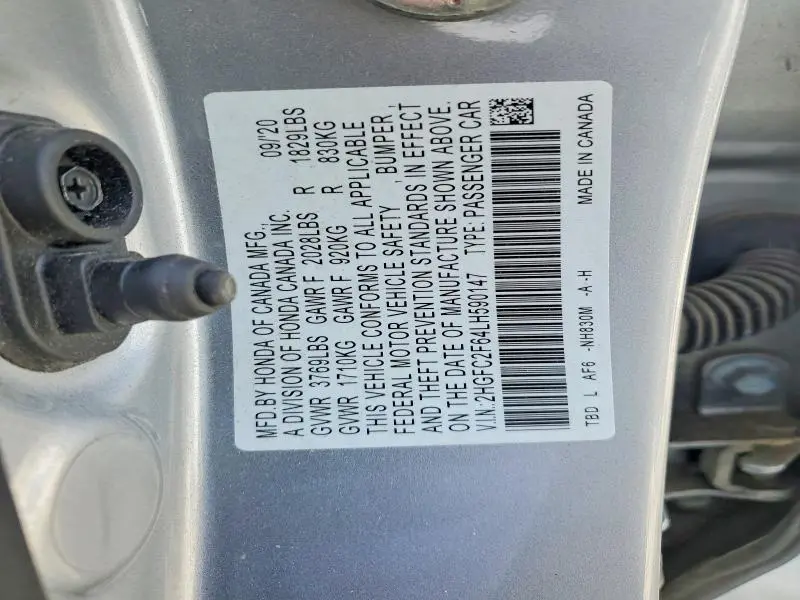 MFD.BY HONDA OF CANADA MFG., 09/20
A DIVISION OF HONDA CANADA INC.
GVWR 3769LBS GAWR F 2028LBS R 1829LBS
GVWR 1710KG GAWR F 920KG R 830KG
THIS VEHICLE CONFORMS TO ALL APPLICABLE
FEDERAL MOTOR VEHICLE SAFETY , BUMPER ,
AND THEFT PREVENTION STANDARDS IN EFFECT
ON THE DATE OF MANUFACTURE SHOWN ABOVE.
V.I.N.:2HGFC2F64LH590147 TYPE: PASSENGER CAR
TBD L AF6 -NH830M -A -H MADE IN CANADA